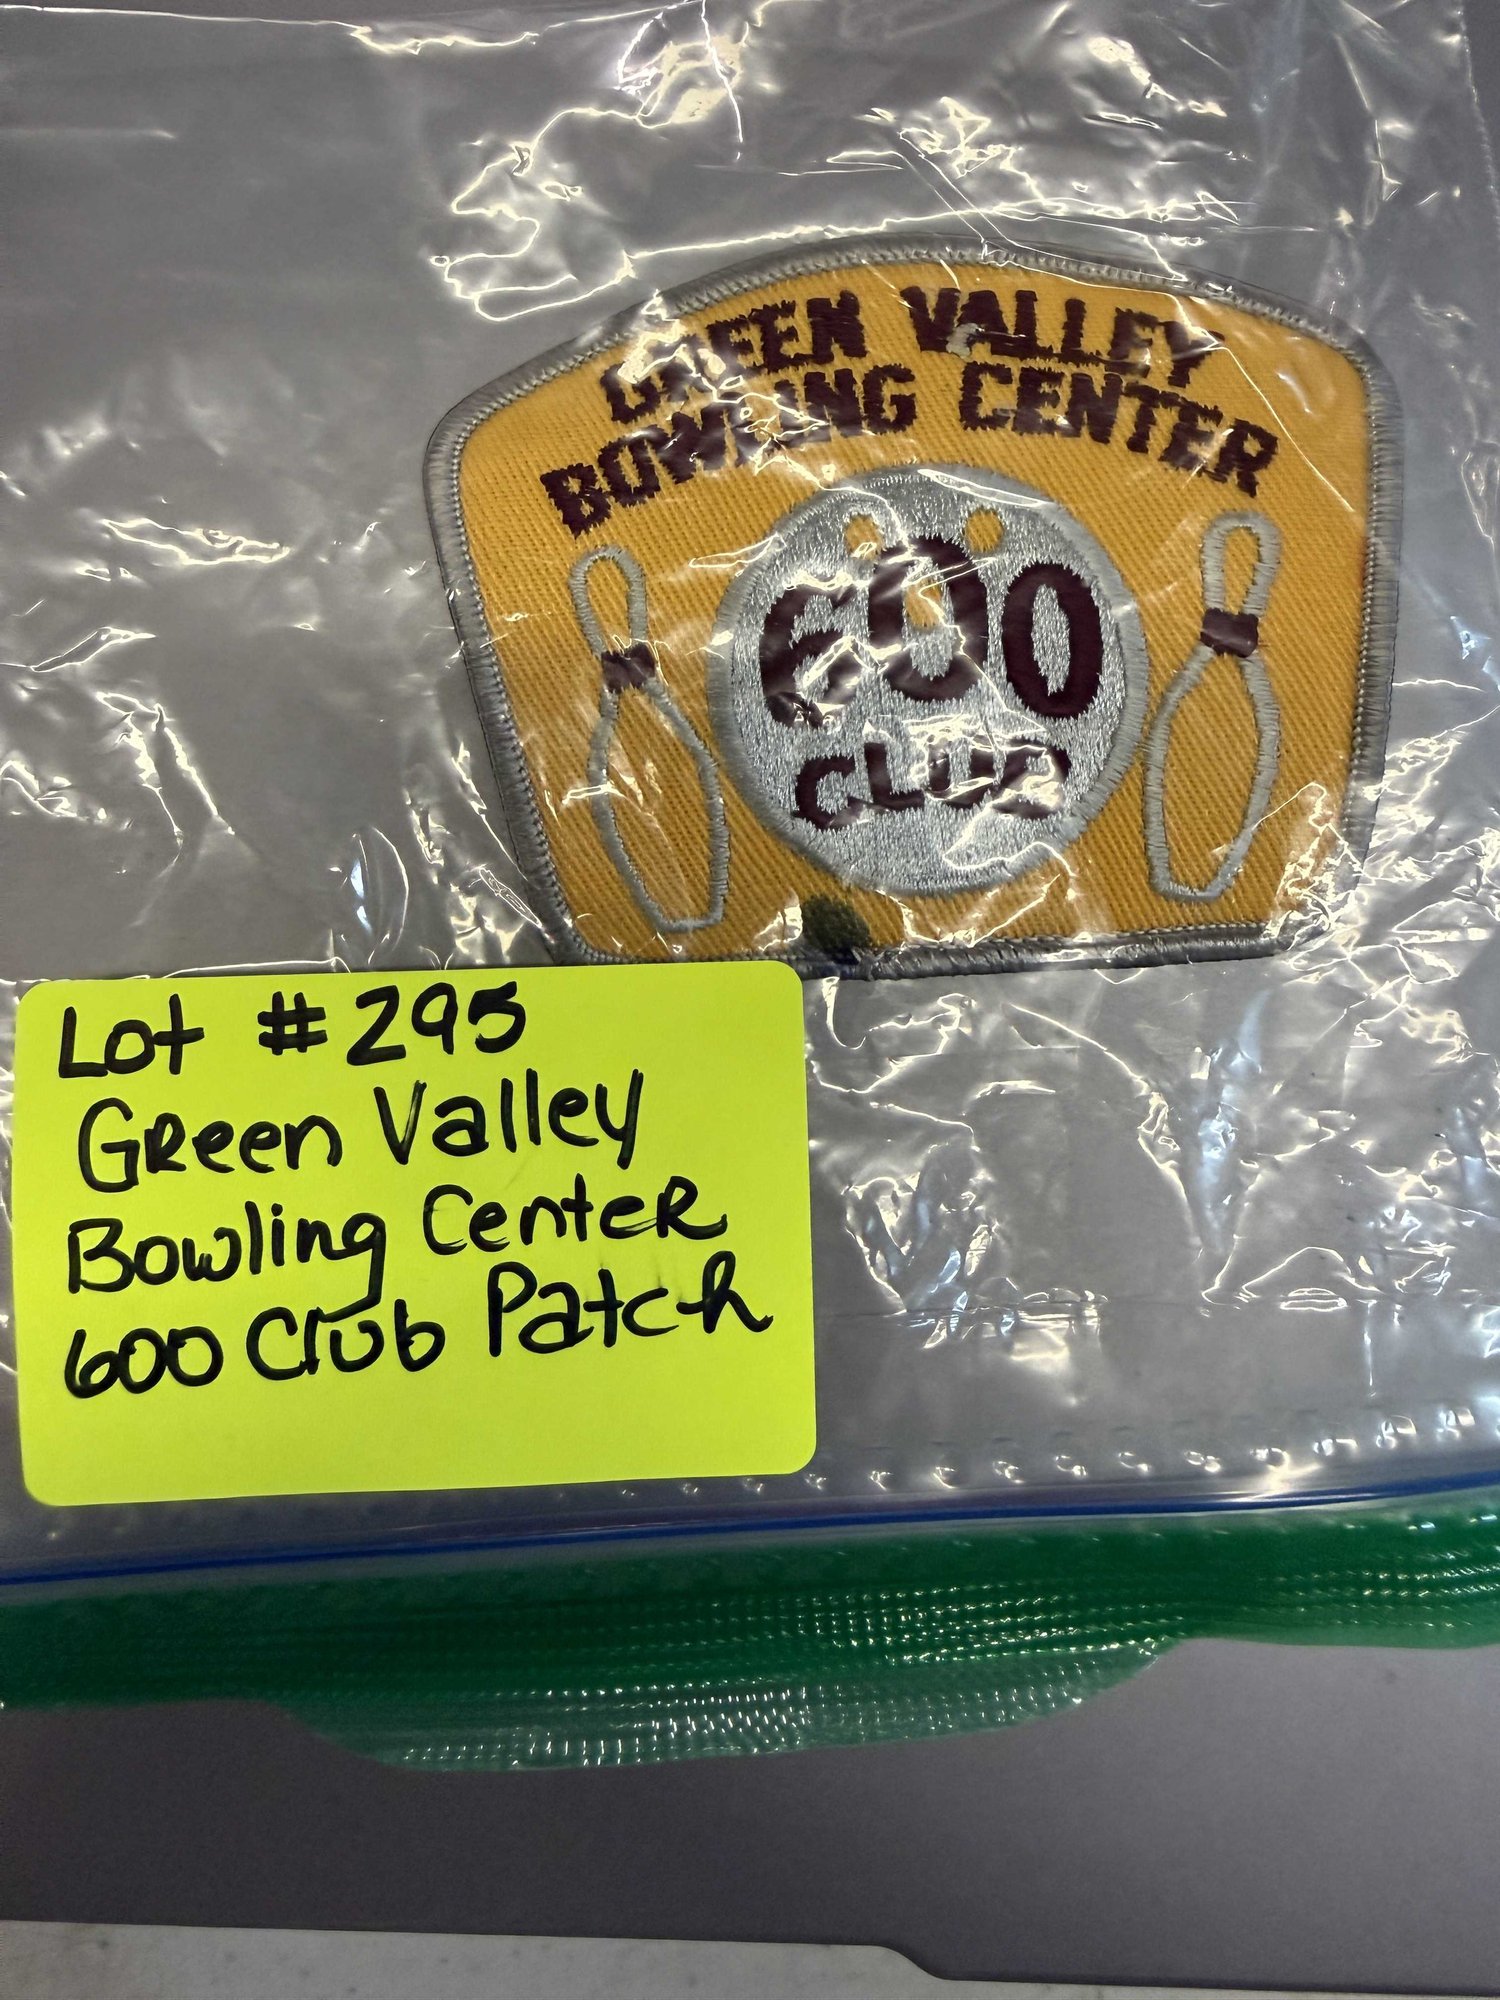 GREEN VALLEY
BOWLING CENTER
600
CLUB
Lot #295
Green Valley
Bowling Center
600 Club Patch